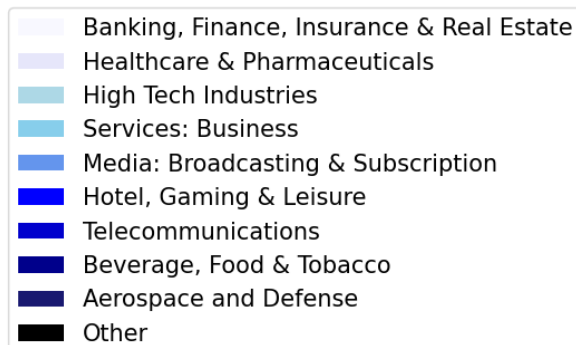 Banking, Finance, Insurance & Real Estate
Healthcare & Pharmaceuticals
High Tech Industries
Services: Business
Media: Broadcasting & Subscription
Hotel, Gaming & Leisure
Telecommunications
Beverage, Food & Tobacco
Aerospace and Defense
Other